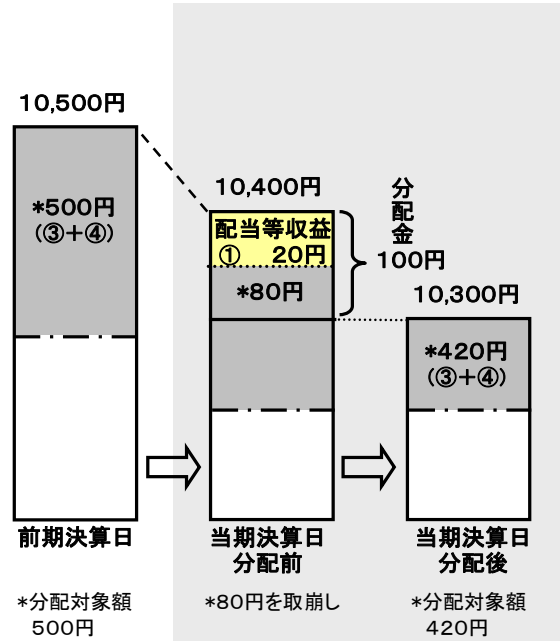 10,500円
*500円
(③+④)
前期決算日
*分配対象額
500円
10,400円
配当等収益
① 20円
*80円
分配金
100円
当期決算日
分配前
*80円を取崩し
10,300円
*420円
(③+④)
当期決算日
分配後
*分配対象額
420円